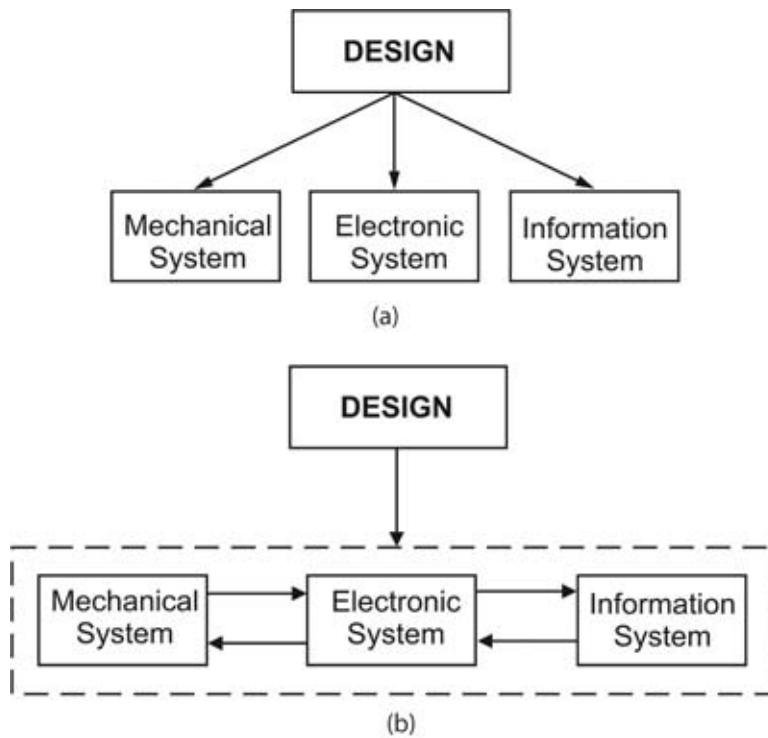 DESIGN
Mechanical
System
Electronic
System
Information
System
(a)
DESIGN
Mechanical
System
Electronic
System
Information
System
(b)